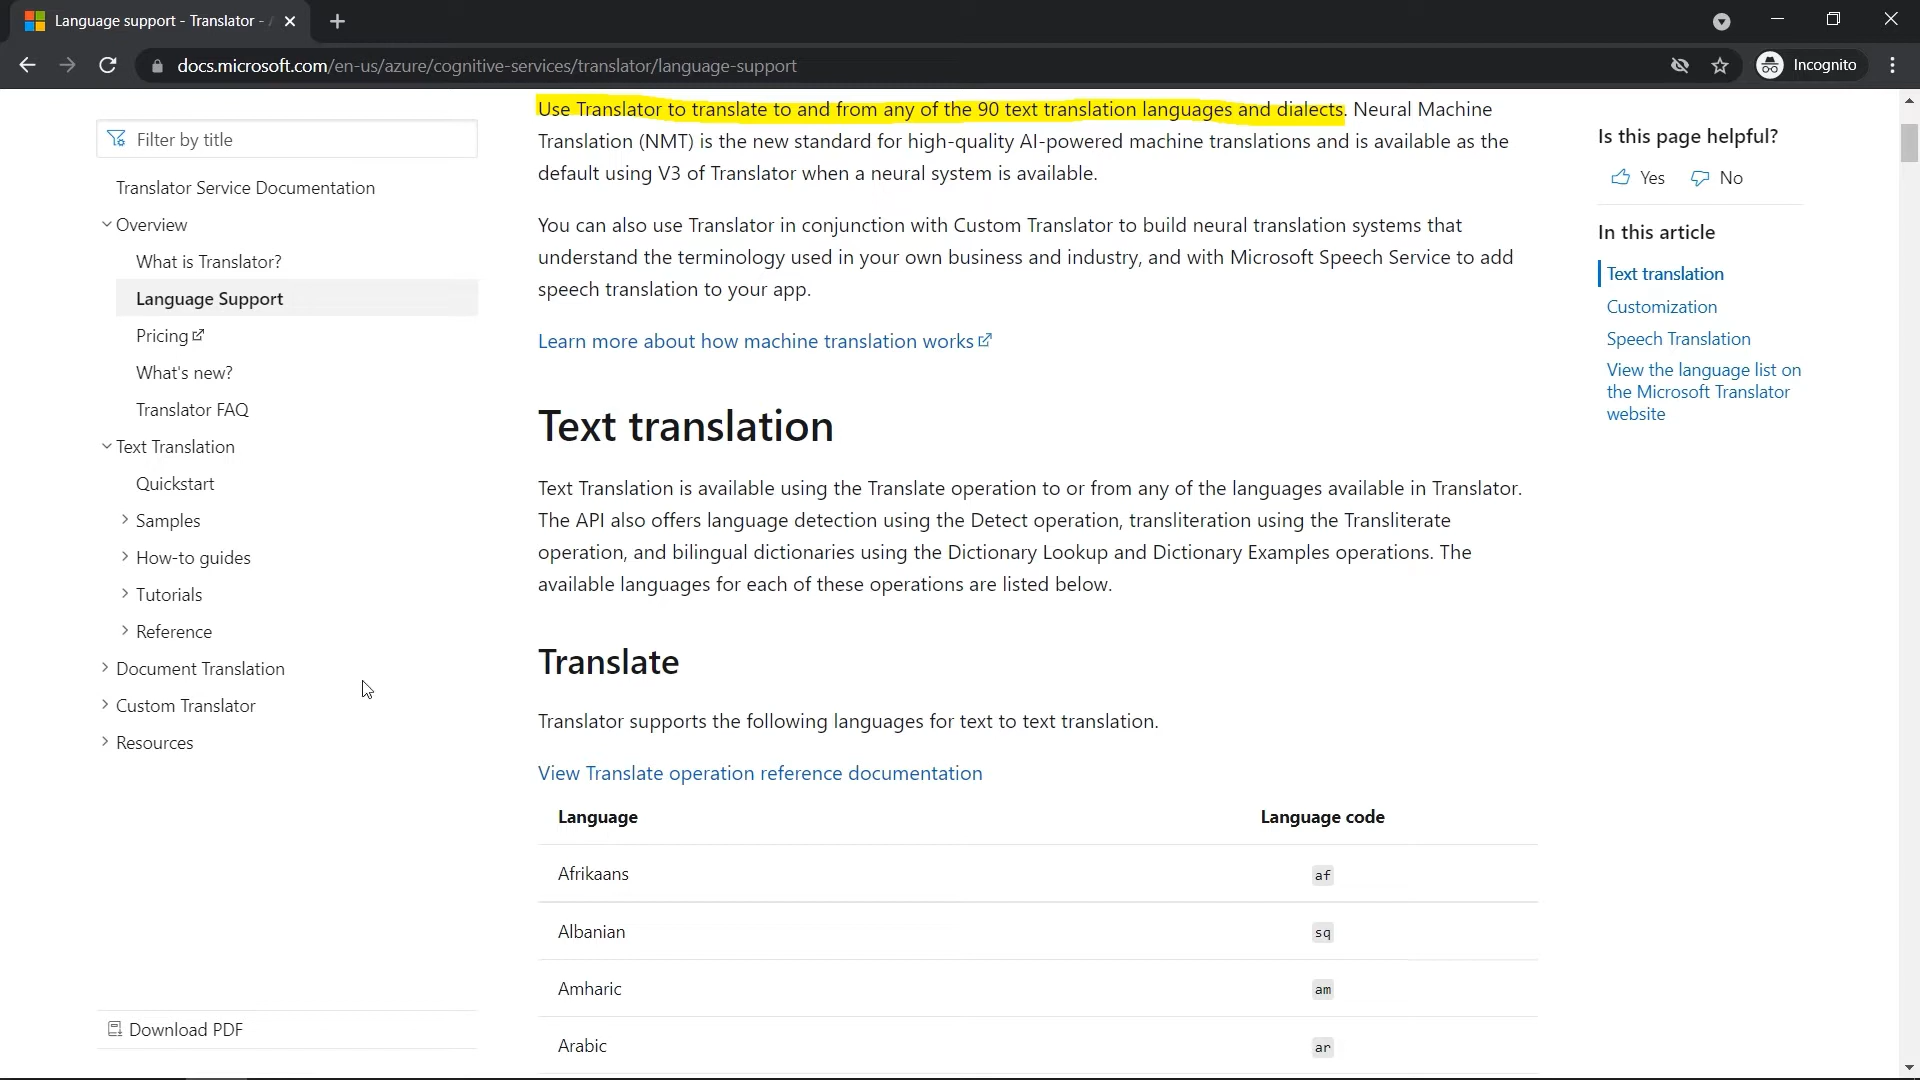 Language support - Translator -
docs.microsoft.com/en-us/azure/cognitive-services/translator/language-support
Incognito
Filter by title
Translator Service Documentation
Overview
What is Translator?
Language Support
Pricing
What's new?
Translator FAQ
Text Translation
Quickstart
Samples
How-to guides
Tutorials
Reference
Document Translation
Custom Translator
Resources
Download PDF
Use Translator to translate to and from any of the 90 text translation languages and dialects. Neural Machine
Translation (NMT) is the new standard for high-quality AI-powered machine translations and is available as the
default using V3 of Translator when a neural system is available.
You can also use Translator in conjunction with Custom Translator to build neural translation systems that
understand the terminology used in your own business and industry, and with Microsoft Speech Service to add
speech translation to your app.
Learn more about how machine translation works
Text translation
Text Translation is available using the Translate operation to or from any of the languages available in Translator.
The API also offers language detection using the Detect operation, transliteration using the Transliterate
operation, and bilingual dictionaries using the Dictionary Lookup and Dictionary Examples operations. The
available languages for each of these operations are listed below.
Translate
Translator supports the following languages for text to text translation.
View Translate operation reference documentation
Language Language code
Afrikaans af
Albanian sq
Amharic am
Arabic ar
Is this page helpful?
Yes No
In this article
Text translation
Customization
Speech Translation
View the language list on
the Microsoft Translator
website